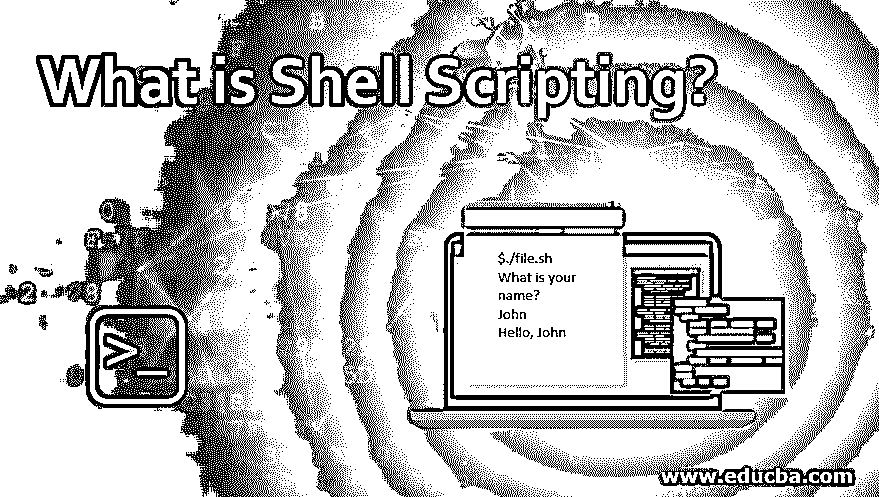 What is Shell Scripting?
$./file.sh
What is your
name?
John
Hello, John
www.educba.com